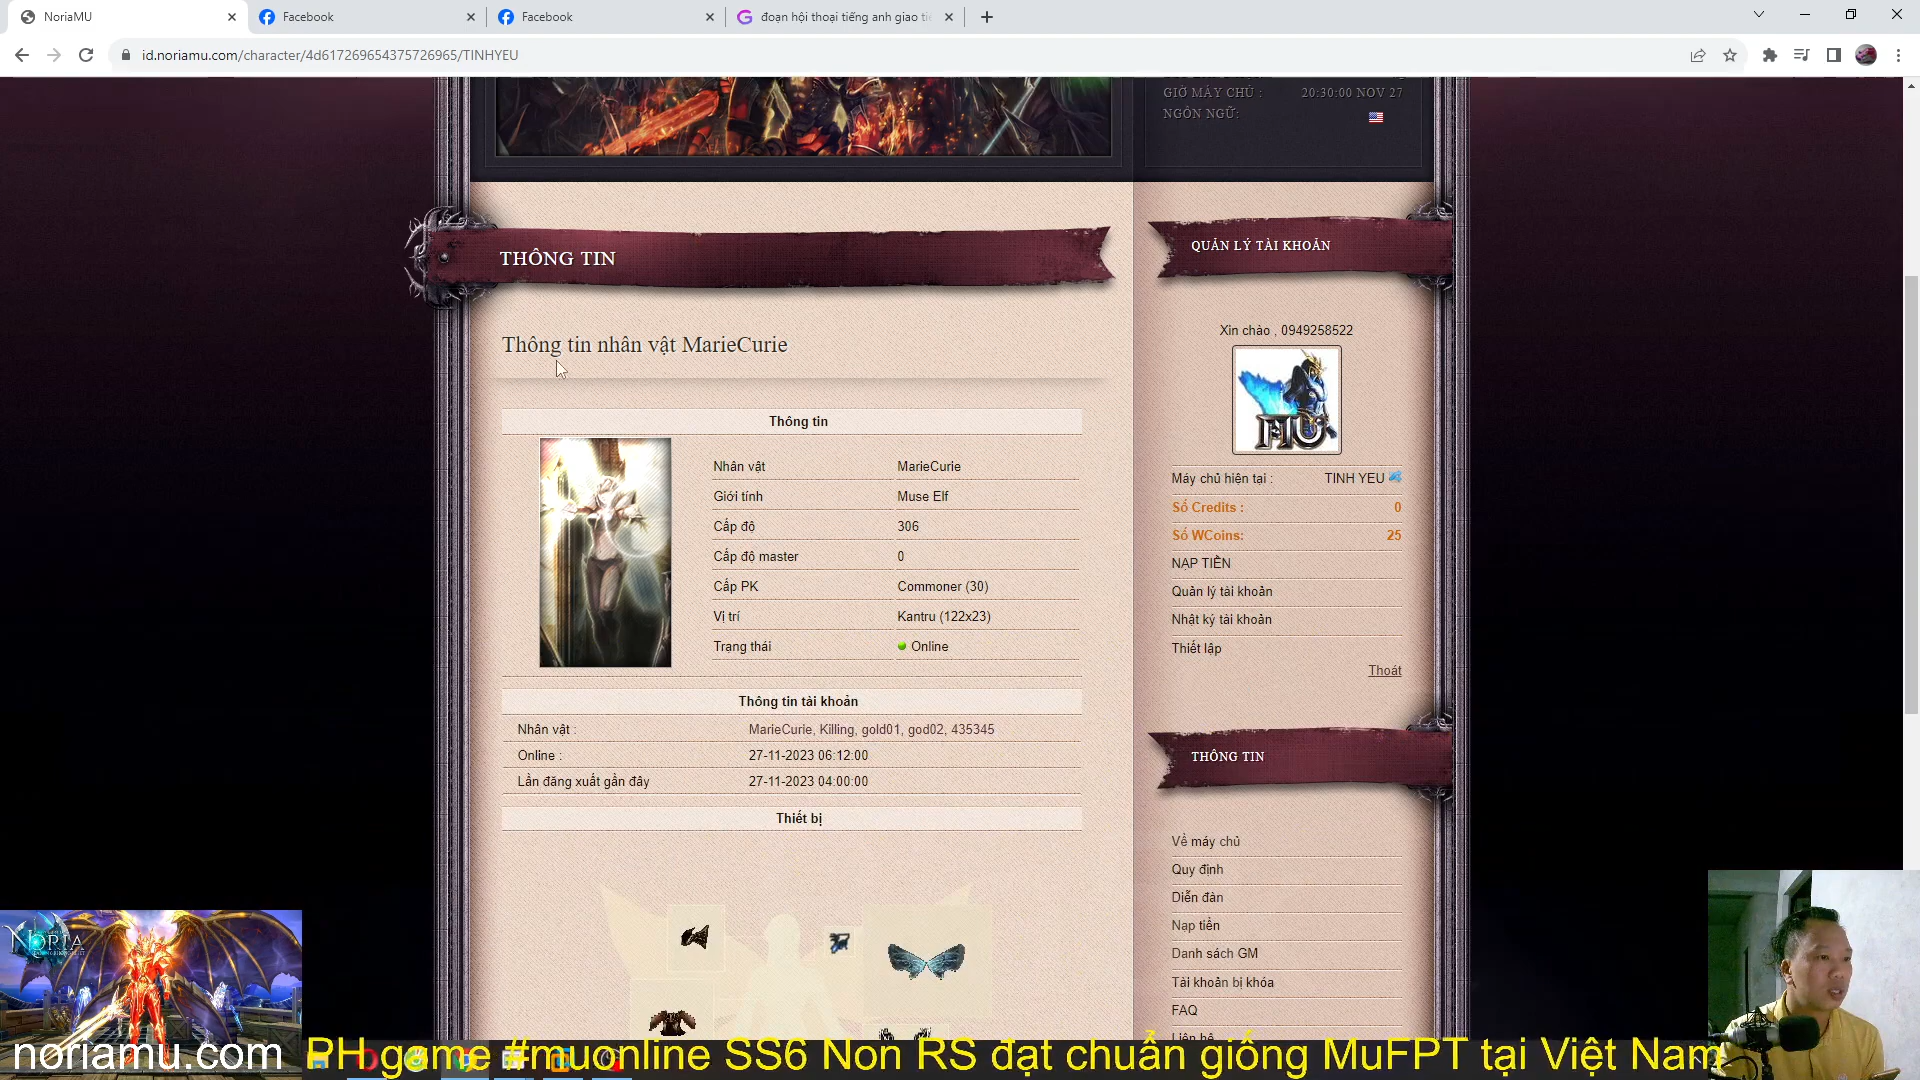 NoriaMU
Facebook
Facebook
đoạn hội thoại tiếng anh giao tiế
id.noriamu.com/character/4d617269654375726965/TINHYEU
GIỜ MÁY CHỦ : 20:30:00 NOV 27
NGÔN NGỮ:
THÔNG TIN
Thông tin nhân vật MarieCurie
Thông tin
Nhân vật MarieCurie
Giới tính Muse Elf
Cấp độ 306
Cấp độ master 0
Cấp PK Commoner (30)
Vị trí Kantru (122x23)
Trạng thái Online
Thông tin tài khoản
Nhân vật : MarieCurie, Killing, gold01, god02, 435345
Online : 27-11-2023 06:12:00
Lần đăng xuất gần đây 27-11-2023 04:00:00
Thiết bị
QUẢN LÝ TÀI KHOẢN
Xin chào , 0949258522
MU
Máy chủ hiện tại : TINH YEU
Số Credits : 0
Số WCoins: 25
NẠP TIỀN
Quản lý tài khoản
Nhật ký tài khoản
Thiết lập
Thoát
THÔNG TIN
Về máy chủ
Quy định
Diễn đàn
Nạp tiền
Danh sách GM
Tài khoản bị khóa
FAQ
Liên hệ
NORIA
noriamu.com PH game #muonline SS6 Non RS đạt chuẩn giống MuFPT tại Việt Nam